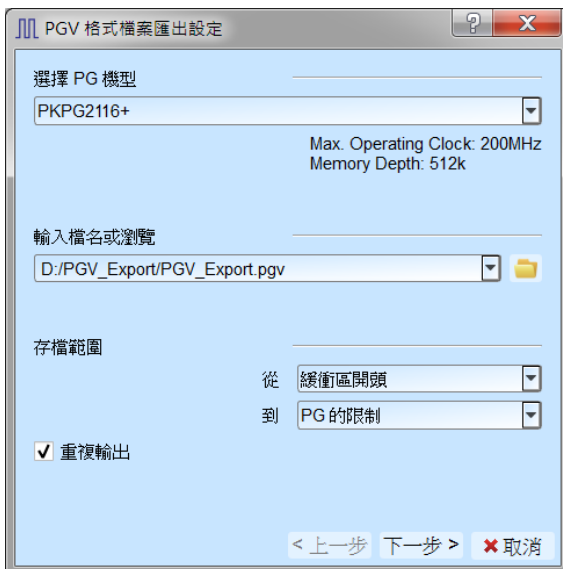 PGV 格式檔案匯出設定
選擇 PG 機型
PKPG2116+
Max. Operating Clock: 200MHz
Memory Depth: 512k
輸入檔名或瀏覽
D:/PGV_Export/PGV_Export.pgv
存檔範圍
從 緩衝區開頭
到 PG 的限制
重複輸出
< 上一步 下一步 > 取消